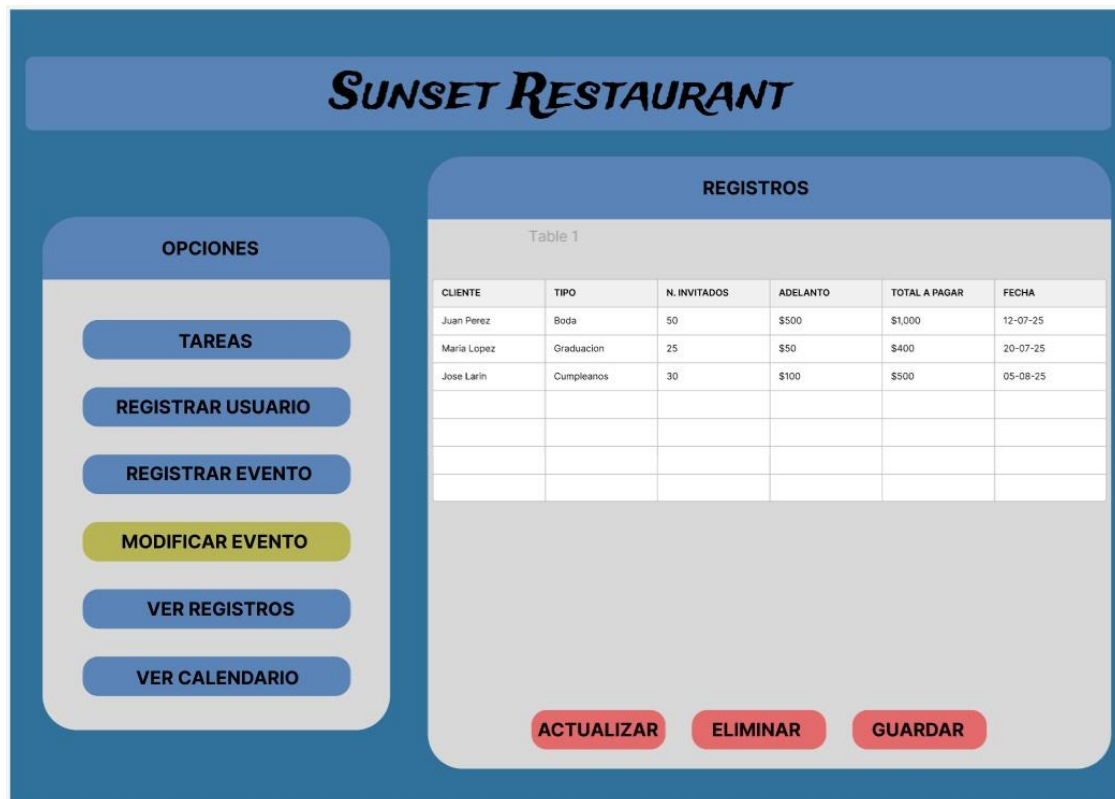 SUNSET RESTAURANT
OPCIONES
TAREAS
REGISTRAR USUARIO
REGISTRAR EVENTO
MODIFICAR EVENTO
VER REGISTROS
VER CALENDARIO
REGISTROS
Table 1
CLIENTE TIPO N. INVITADOS ADELANTO TOTAL A PAGAR FECHA
Juan Perez Boda 50 $500 $1,000 12-07-25
Maria Lopez Graduacion 25 $50 $400 20-07-25
Jose Larin Cumpleanos 30 $100 $500 05-08-25
ACTUALIZAR ELIMINAR GUARDAR